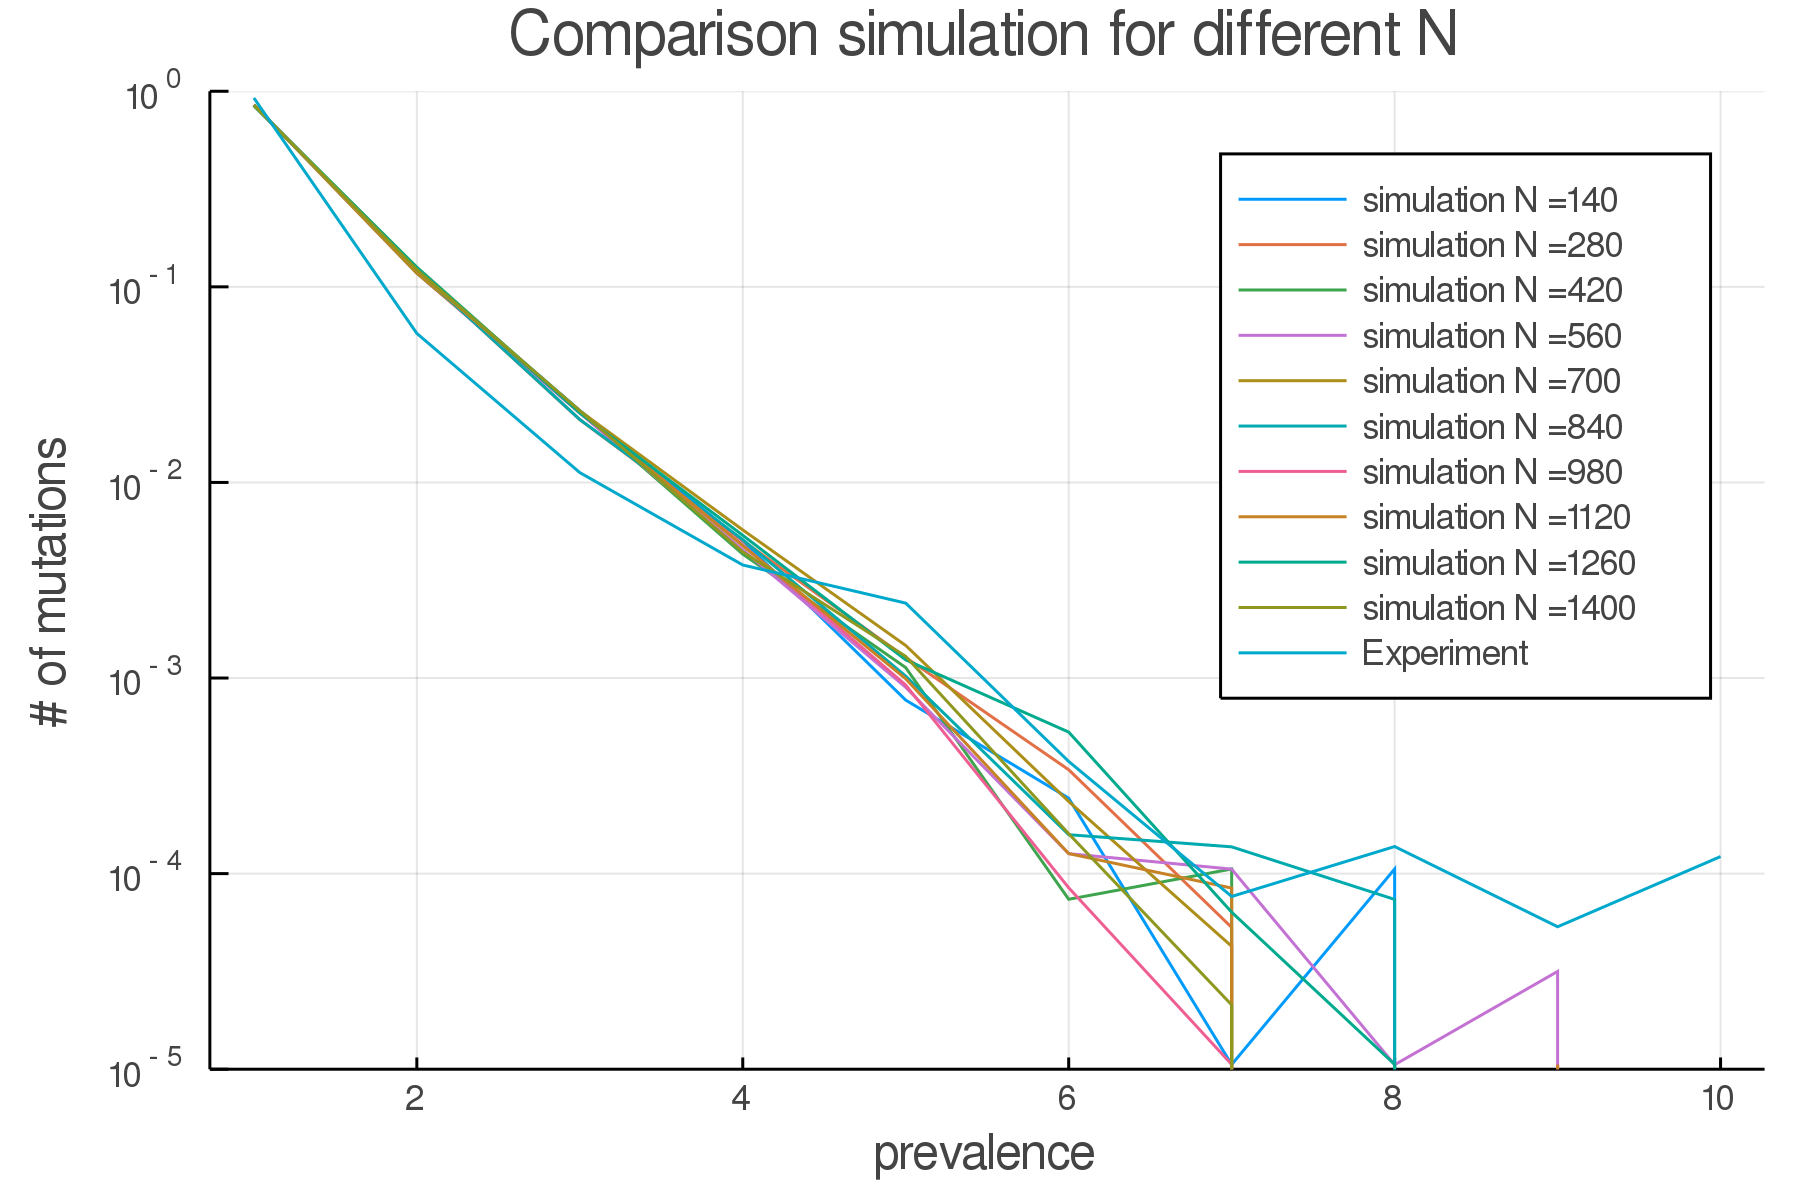 Comparison simulation for different N
10^0
10^-1
10^-2
10^-3
10^-4
10^-5
# of mutations
simulation N =140
simulation N =280
simulation N =420
simulation N =560
simulation N =700
simulation N =840
simulation N =980
simulation N =1120
simulation N =1260
simulation N =1400
Experiment
2 4 6 8 10
prevalence